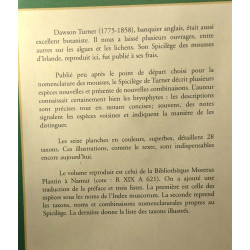 Dawson Turner (1775-1858), banquier anglais, était aussi
excellent botaniste. Il nous a laissé plusieurs ouvrages, entre
autres sur les algues et les lichens. Son Spicilège des mousses
d'Irlande, reproduit ici, fut publié à ses frais.
Publié peu après le point de départ choisi pour la
nomenclature des mousses, le Spicilège de Turner décrit plusieurs
espèces nouvelles et présente de nouvelles combinaisons. L'auteur
connaissait certainement bien les bryophytes : les descriptions
sont précises tout en restant concises; souvent, des notes
signalent les espèces voisines et indiquent la manière de les
distinguer.
Les seize planches en couleurs, superbes, détaillent 28
taxons. Ces illustrations, comme le texte, sont indispensables
encore aujourd'hui.
Le volume reproduit est celui de la Bibliothèque Moretus
Plantin à Namur (cote : R XIX A 621). On a ajouté une
traduction de la préface et trois listes. La première est celle des
espèces sous les noms de l'Index muscorum. La seconde reprend
les taxons, noms et combinaisons nomenclaturales propres au
Spicilège. La dernière donne la liste des taxons illustrés.